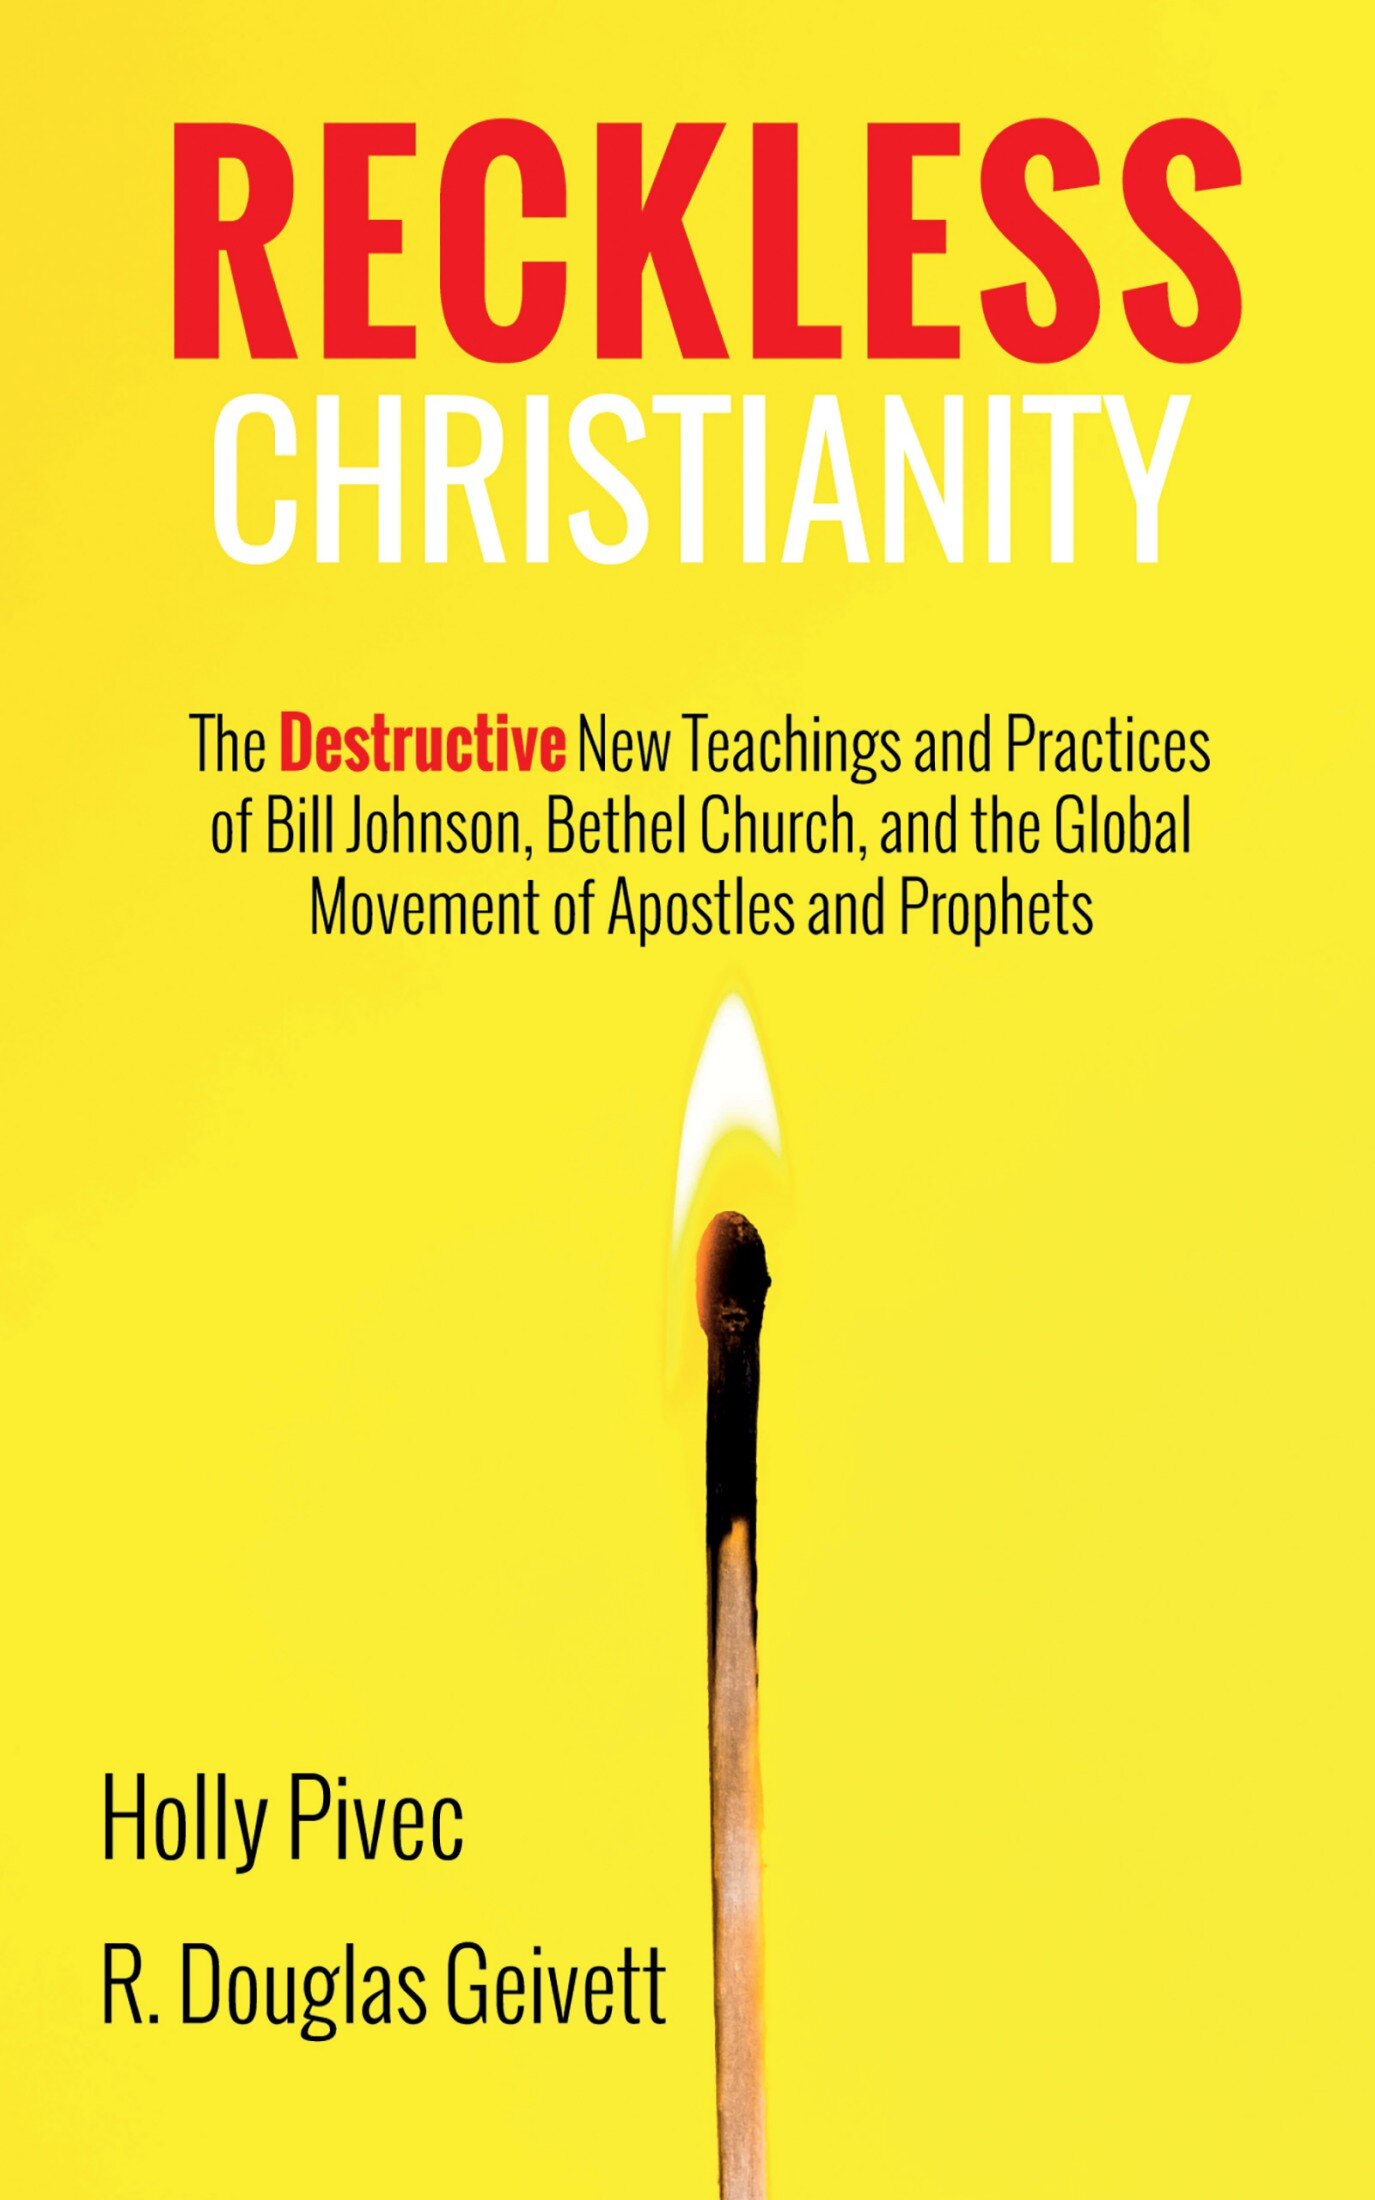 RECKLESS
CHRISTIANITY
The Destructive New Teachings and Practices
of Bill Johnson, Bethel Church, and the Global
Movement of Apostles and Prophets
Holly Pivec
R. Douglas Geivett